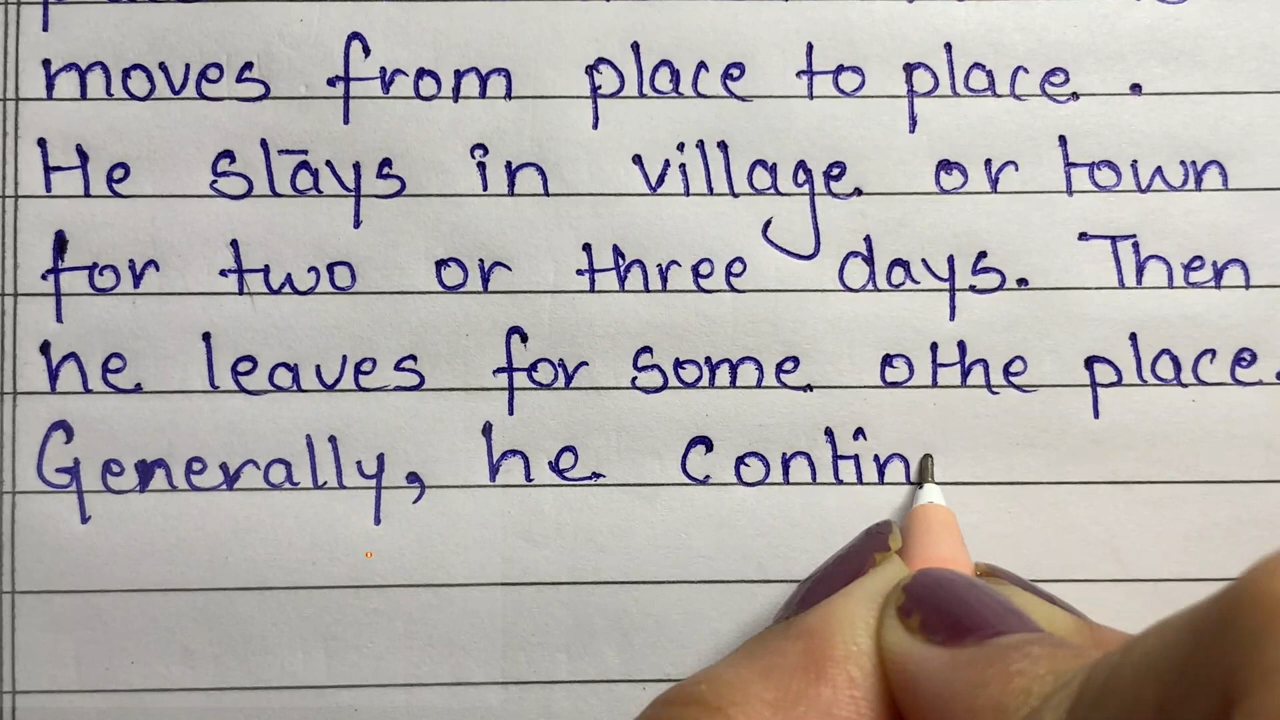 moves from place to place.
He stays in village or town
for two or three days. Then
he leaves for some othe place.
Generally, he contin